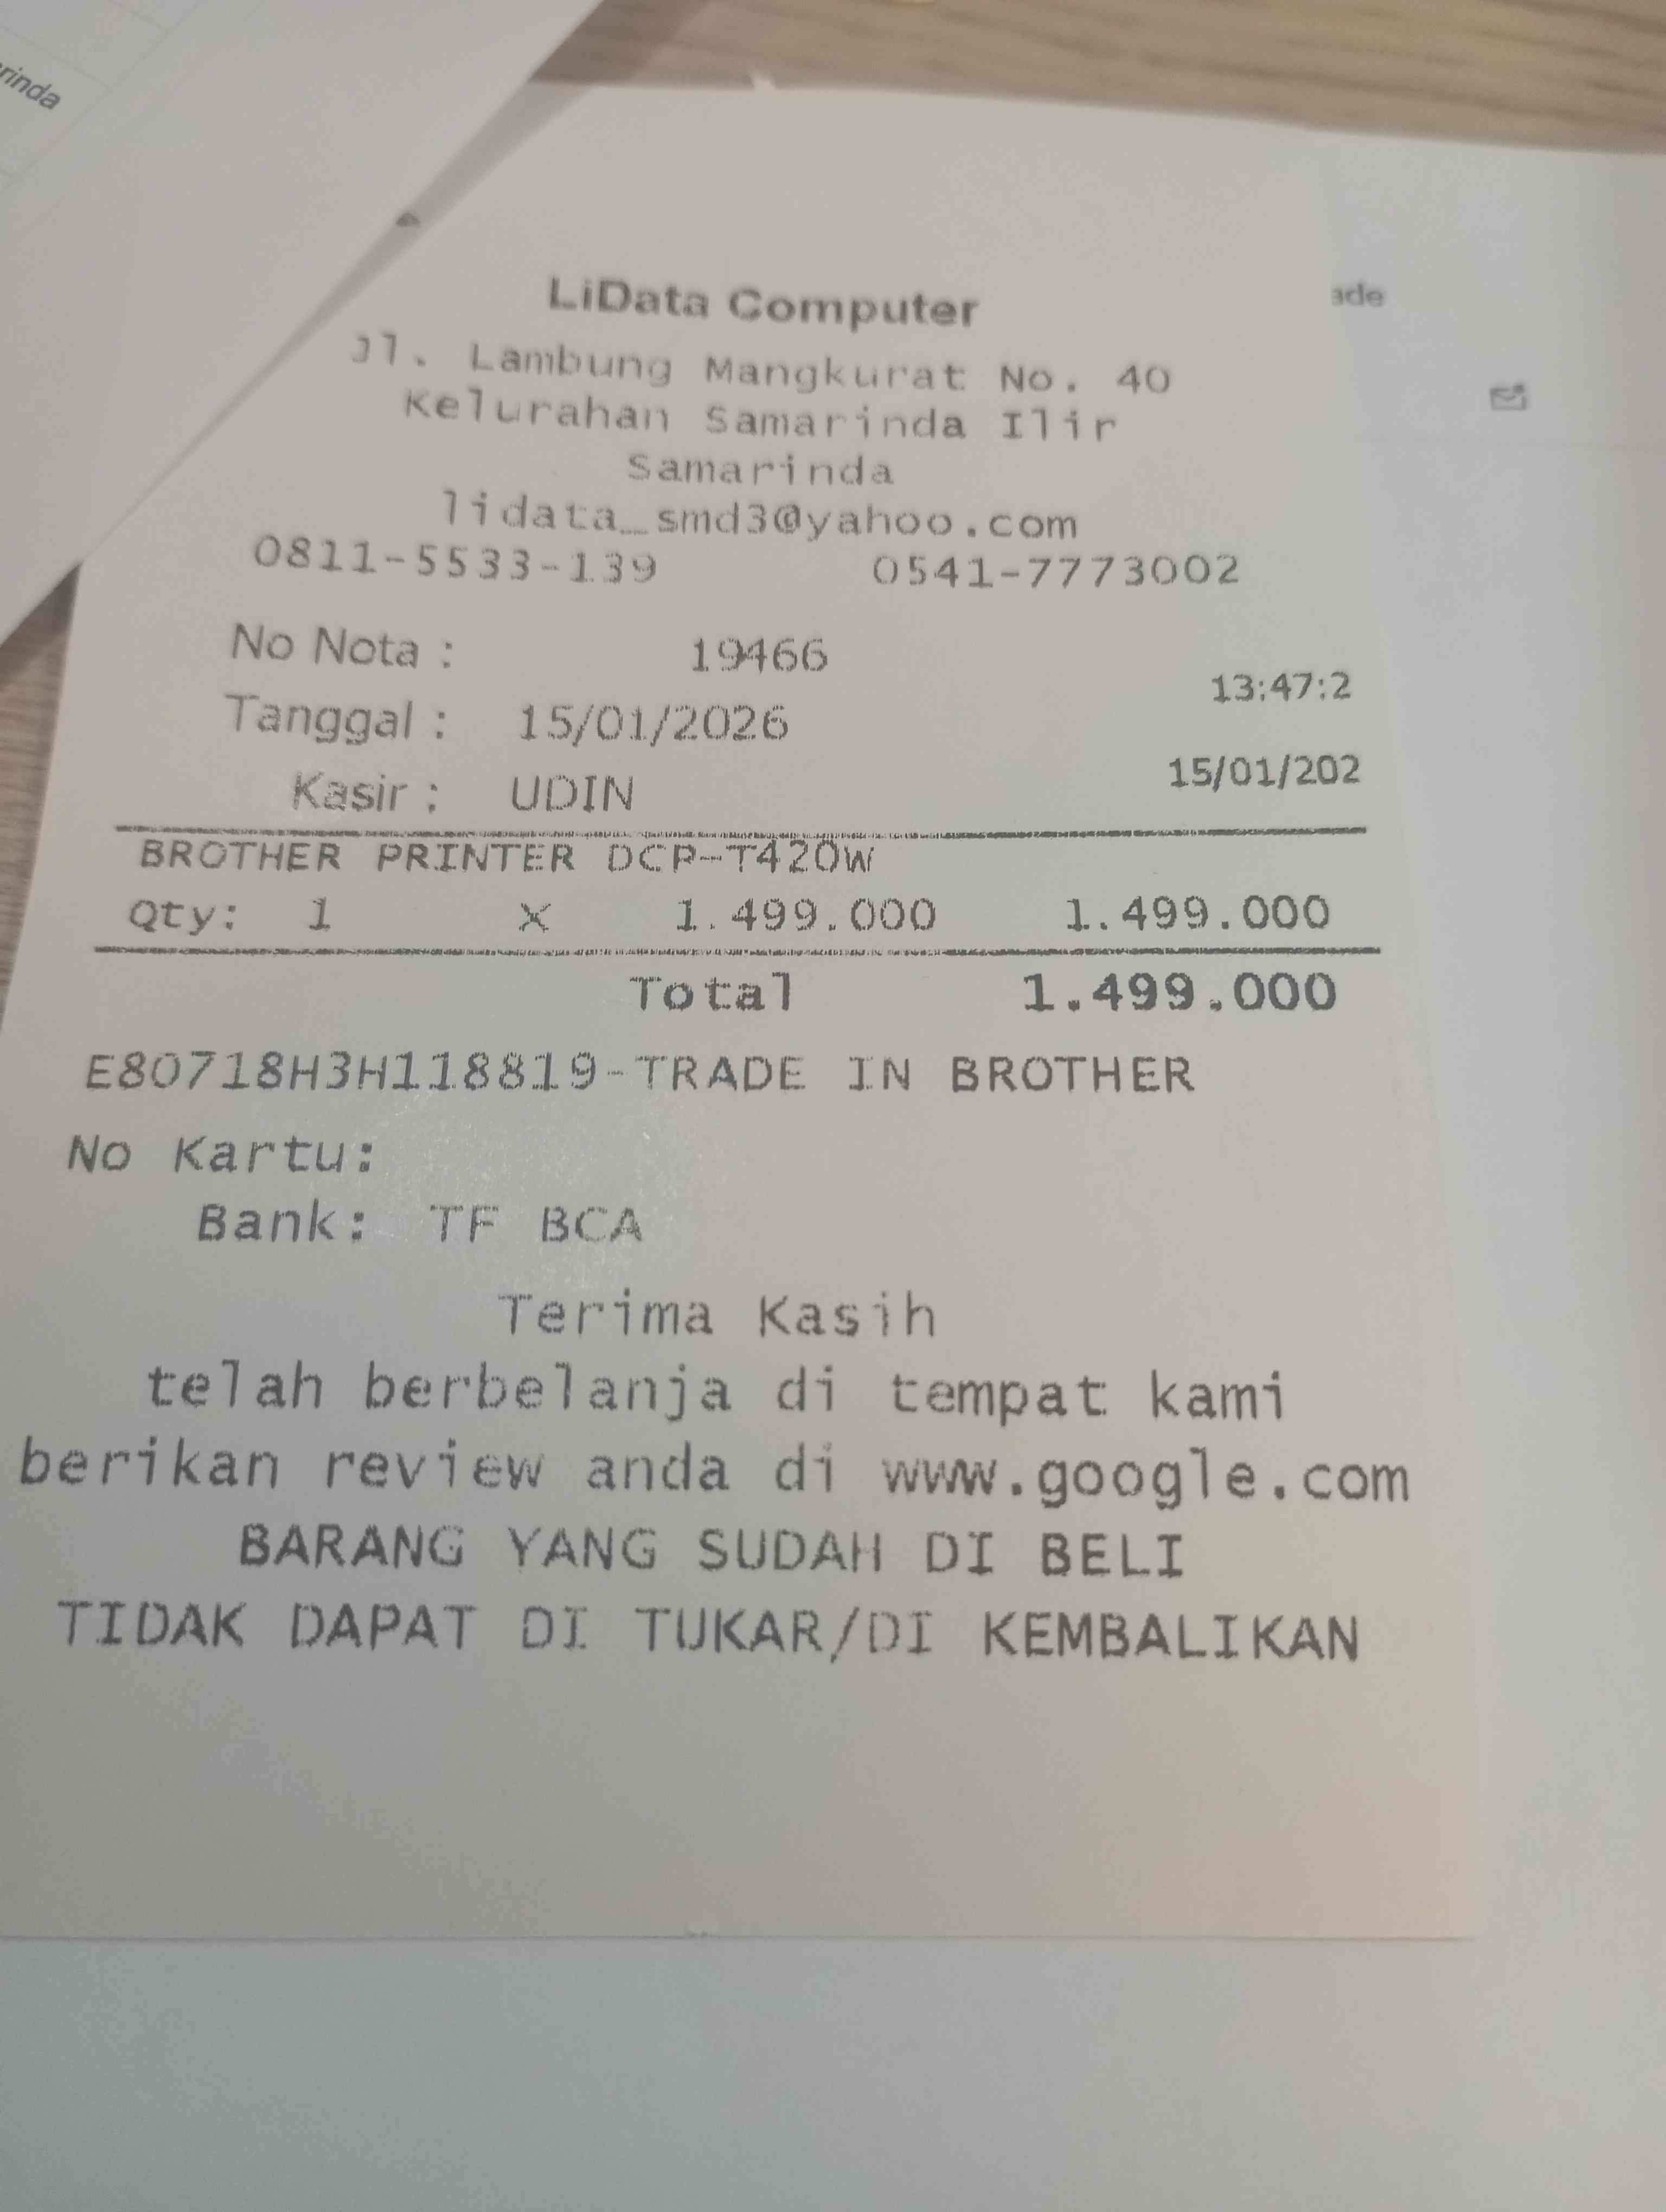 rinda
ade
LiData Computer
Jl. Lambung Mangkurat No. 40
Kelurahan Samarinda Ilir
Samarinda
lidata_smd3@yahoo.com
0811-5533-139 0541-7773002
No Nota : 19466
13:47:2
Tanggal : 15/01/2026
15/01/202
Kasir : UDIN
BROTHER PRINTER DCP-T420W
Qty: 1 X 1.499.000 1.499.000
Total 1.499.000
E80718H3H118819-TRADE IN BROTHER
No Kartu:
Bank: TF BCA
Terima Kasih
telah berbelanja di tempat kami
berikan review anda di www.google.com
BARANG YANG SUDAH DI BELI
TIDAK DAPAT DI TUKAR/DI KEMBALIKAN